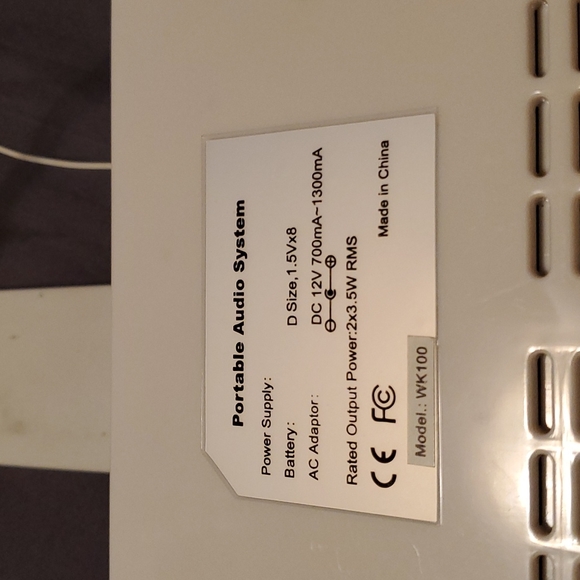 Portable Audio System
Power Supply:
Battery: D Size,1.5Vx8
AC Adaptor: DC 12V 700mA~1300mA
Rated Output Power:2x3.5W RMS
CE FC Made in China
Model.: WK100